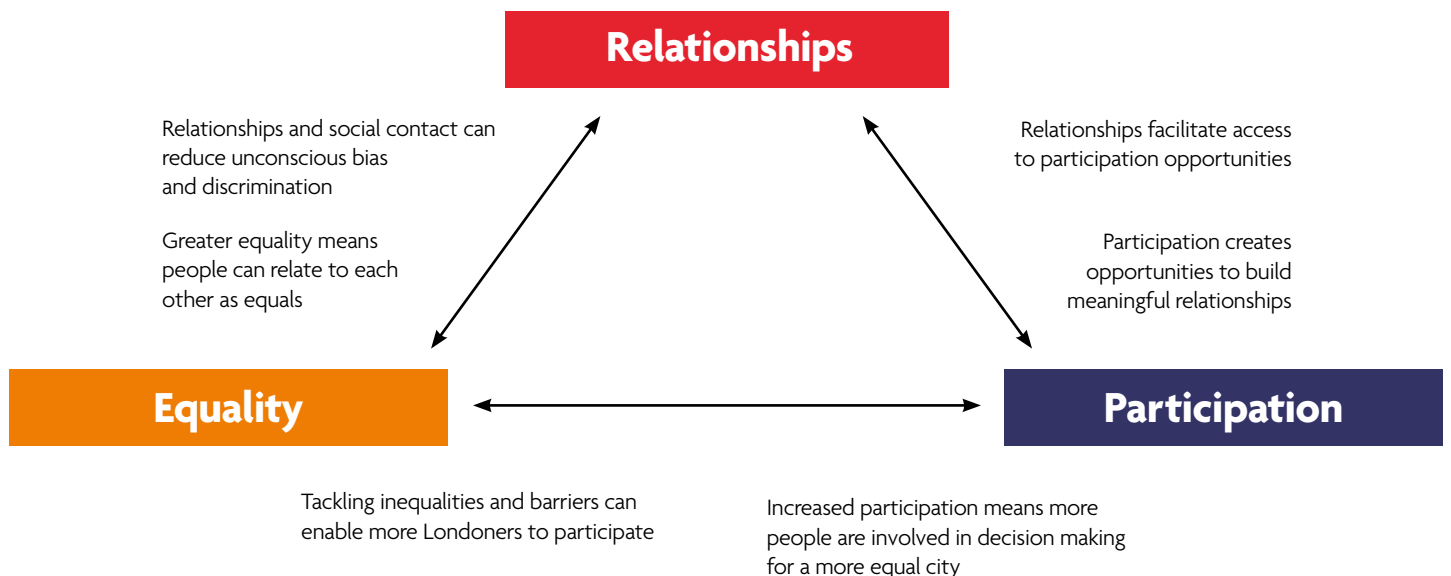 Relationships
Relationships and social contact can
reduce unconscious bias
and discrimination
Greater equality means
people can relate to each
other as equals
Relationships facilitate access
to participation opportunities
Participation creates
opportunities to build
meaningful relationships
Equality
Participation
Tackling inequalities and barriers can
enable more Londoners to participate
Increased participation means more
people are involved in decision making
for a more equal city